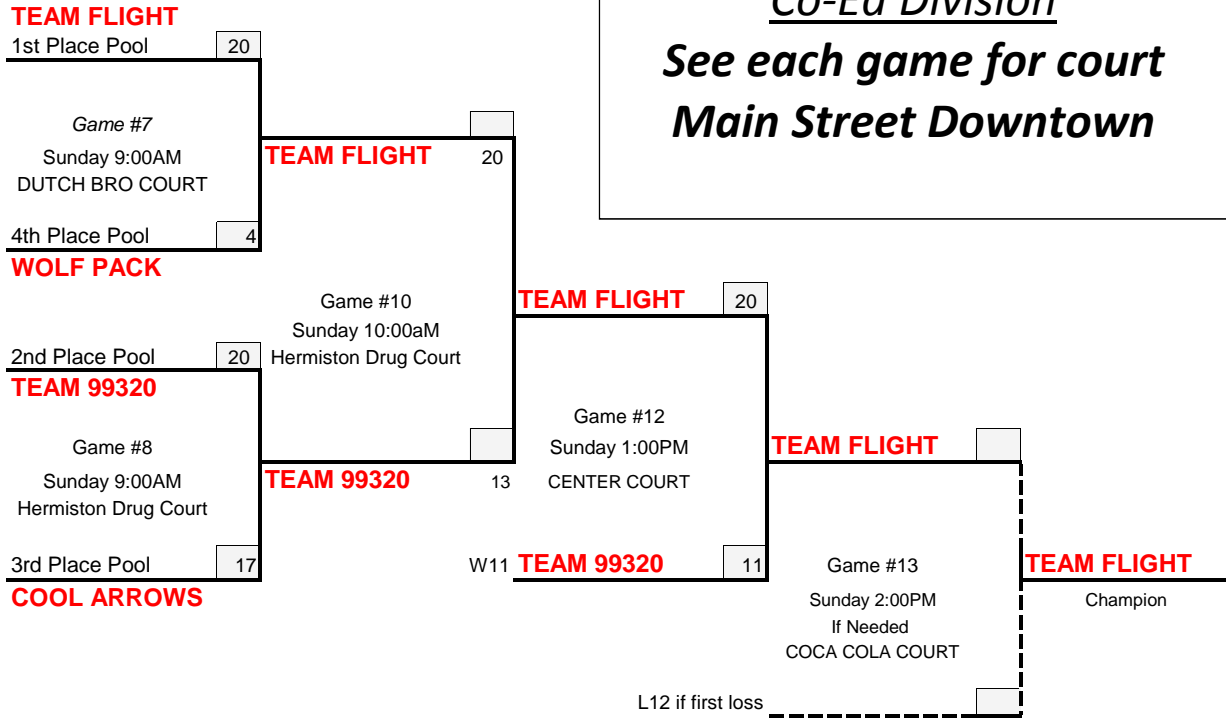 TEAM FLIGHT
1st Place Pool 20
Game #7
Sunday 9:00AM
DUTCH BRO COURT
4th Place Pool 4
WOLF PACK
2nd Place Pool 20
TEAM 99320
Game #8
Sunday 9:00AM
Hermiston Drug Court
3rd Place Pool 17
COOL ARROWS
TEAM FLIGHT 20
Game #10
Sunday 10:00aM
Hermiston Drug Court
TEAM 99320 13
TEAM FLIGHT 20
Game #12
Sunday 1:00PM
CENTER COURT
W11 TEAM 99320 11
TEAM FLIGHT
Game #13
Sunday 2:00PM
If Needed
COCA COLA COURT
L12 if first loss
TEAM FLIGHT
Champion
Co-Ed Division
See each game for court
Main Street Downtown